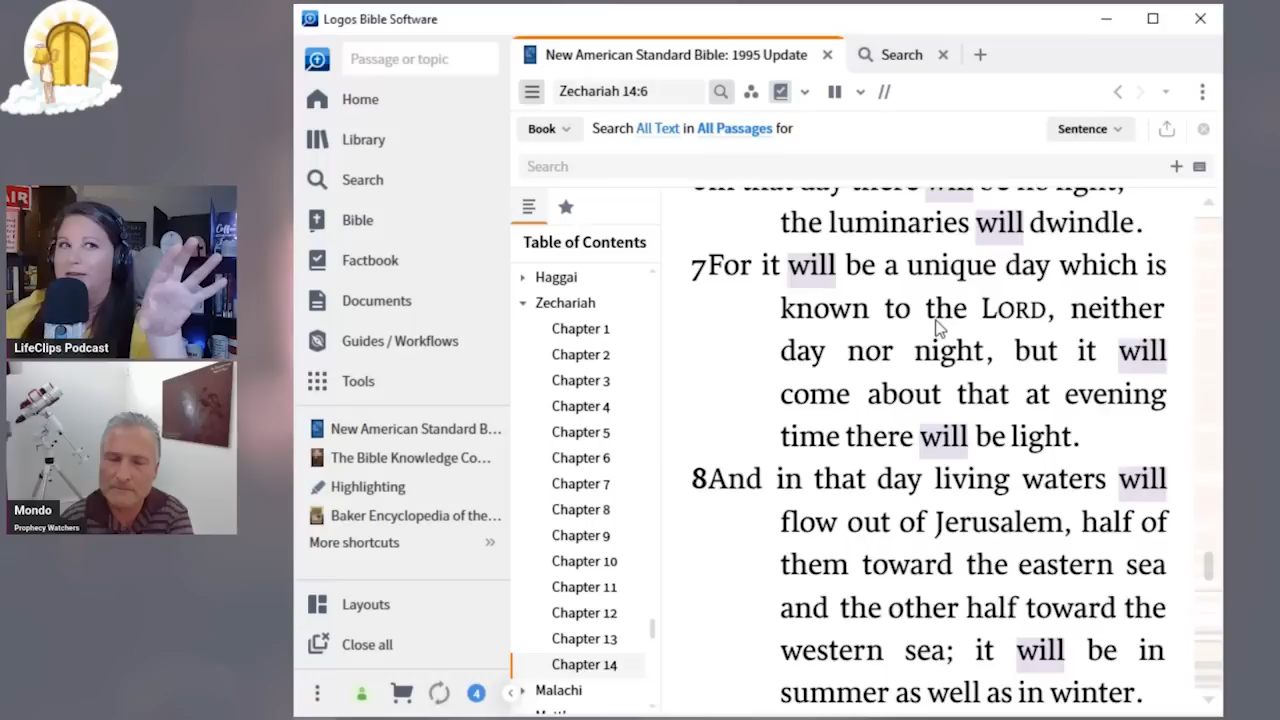 Logos Bible Software
Passage or topic
Home
Library
Search
Bible
Factbook
Documents
Guides / Workflows
Tools
New American Standard B...
The Bible Knowledge Co...
Highlighting
Baker Encyclopedia of the...
More shortcuts
Layouts
Close all
4
New American Standard Bible: 1995 Update
Search
Zechariah 14:6
Book
Search All Text in All Passages for
Sentence
Search
Table of Contents
Haggai
Zechariah
Chapter 1
Chapter 2
Chapter 3
Chapter 4
Chapter 5
Chapter 6
Chapter 7
Chapter 8
Chapter 9
Chapter 10
Chapter 11
Chapter 12
Chapter 13
Chapter 14
Malachi
that day there will be no light,
the luminaries will dwindle.
7For it will be a unique day which is
known to the LORD, neither
day nor night, but it will
come about that at evening
time there will be light.
8And in that day living waters will
flow out of Jerusalem, half of
them toward the eastern sea
and the other half toward the
western sea; it will be in
summer as well as in winter.
LifeClips Podcast
Mondo
Prophecy Watchers